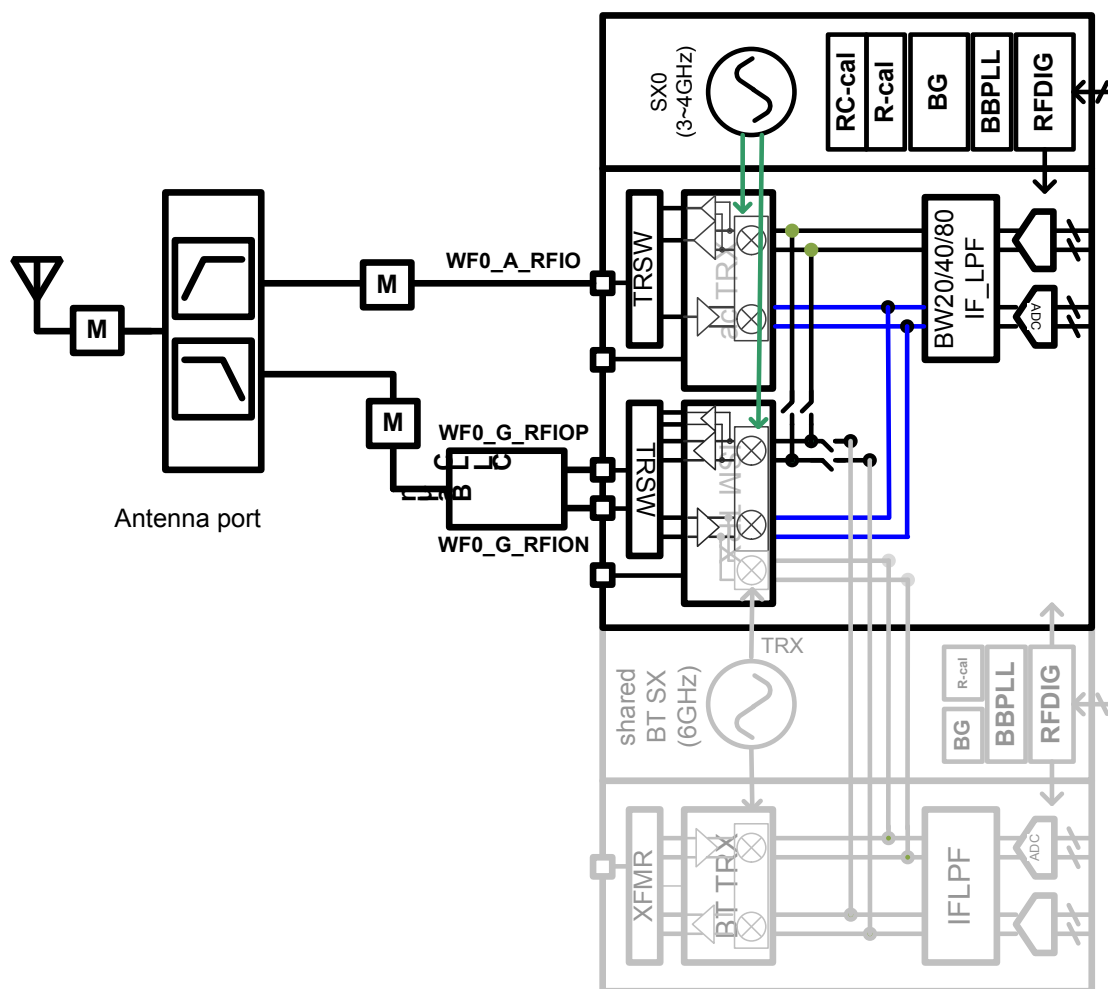 SX0
(3~4GHz)
RC-cal
R-cal
BG
BBPLL
RFDIG
TRSW
BW20/40/80
IF_LPF
ADC
M
WF0_A_RFIO
M
M
WF0_G_RFIOP
WF0_G_RFION
TRSW
Antenna port
TRX
shared
BT SX
(6GHz)
R-cal
BG
BBPLL
RFDIG
XFMR
BT TRX
IFLPF
ADC